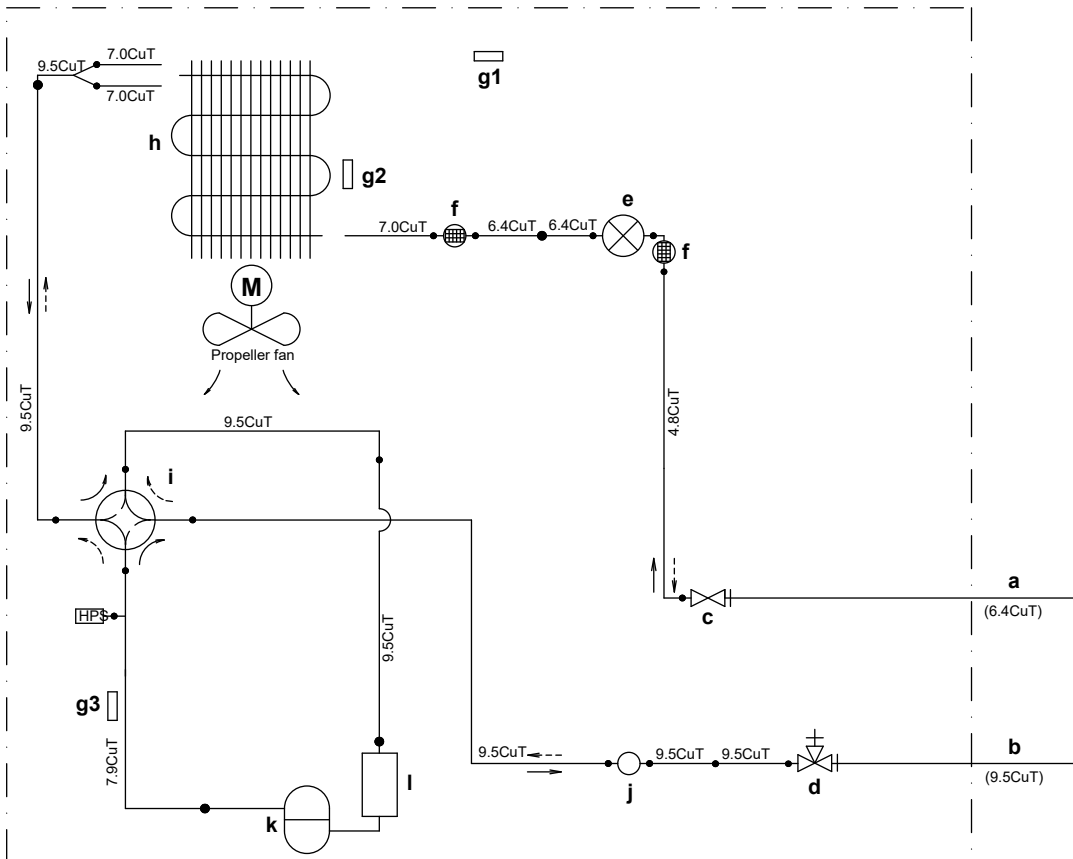 g1
7.0CuT
9.5CuT
7.0CuT
h
g2
f
e
7.0CuT
6.4CuT
6.4CuT
f
M
Propeller fan
9.5CuT
4.8CuT
9.5CuT
i
a
(6.4CuT)
c
HPS
9.5CuT
g3
7.9CuT
b
9.5CuT
9.5CuT
9.5CuT
(9.5CuT)
j
d
l
k